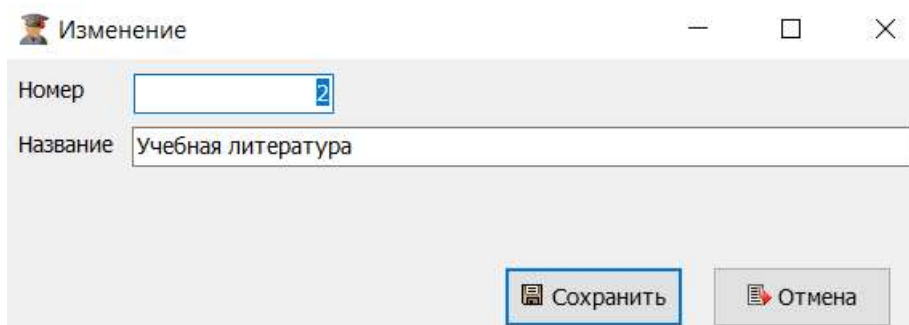 Изменение
Номер 2
Название Учебная литература
Сохранить Отмена